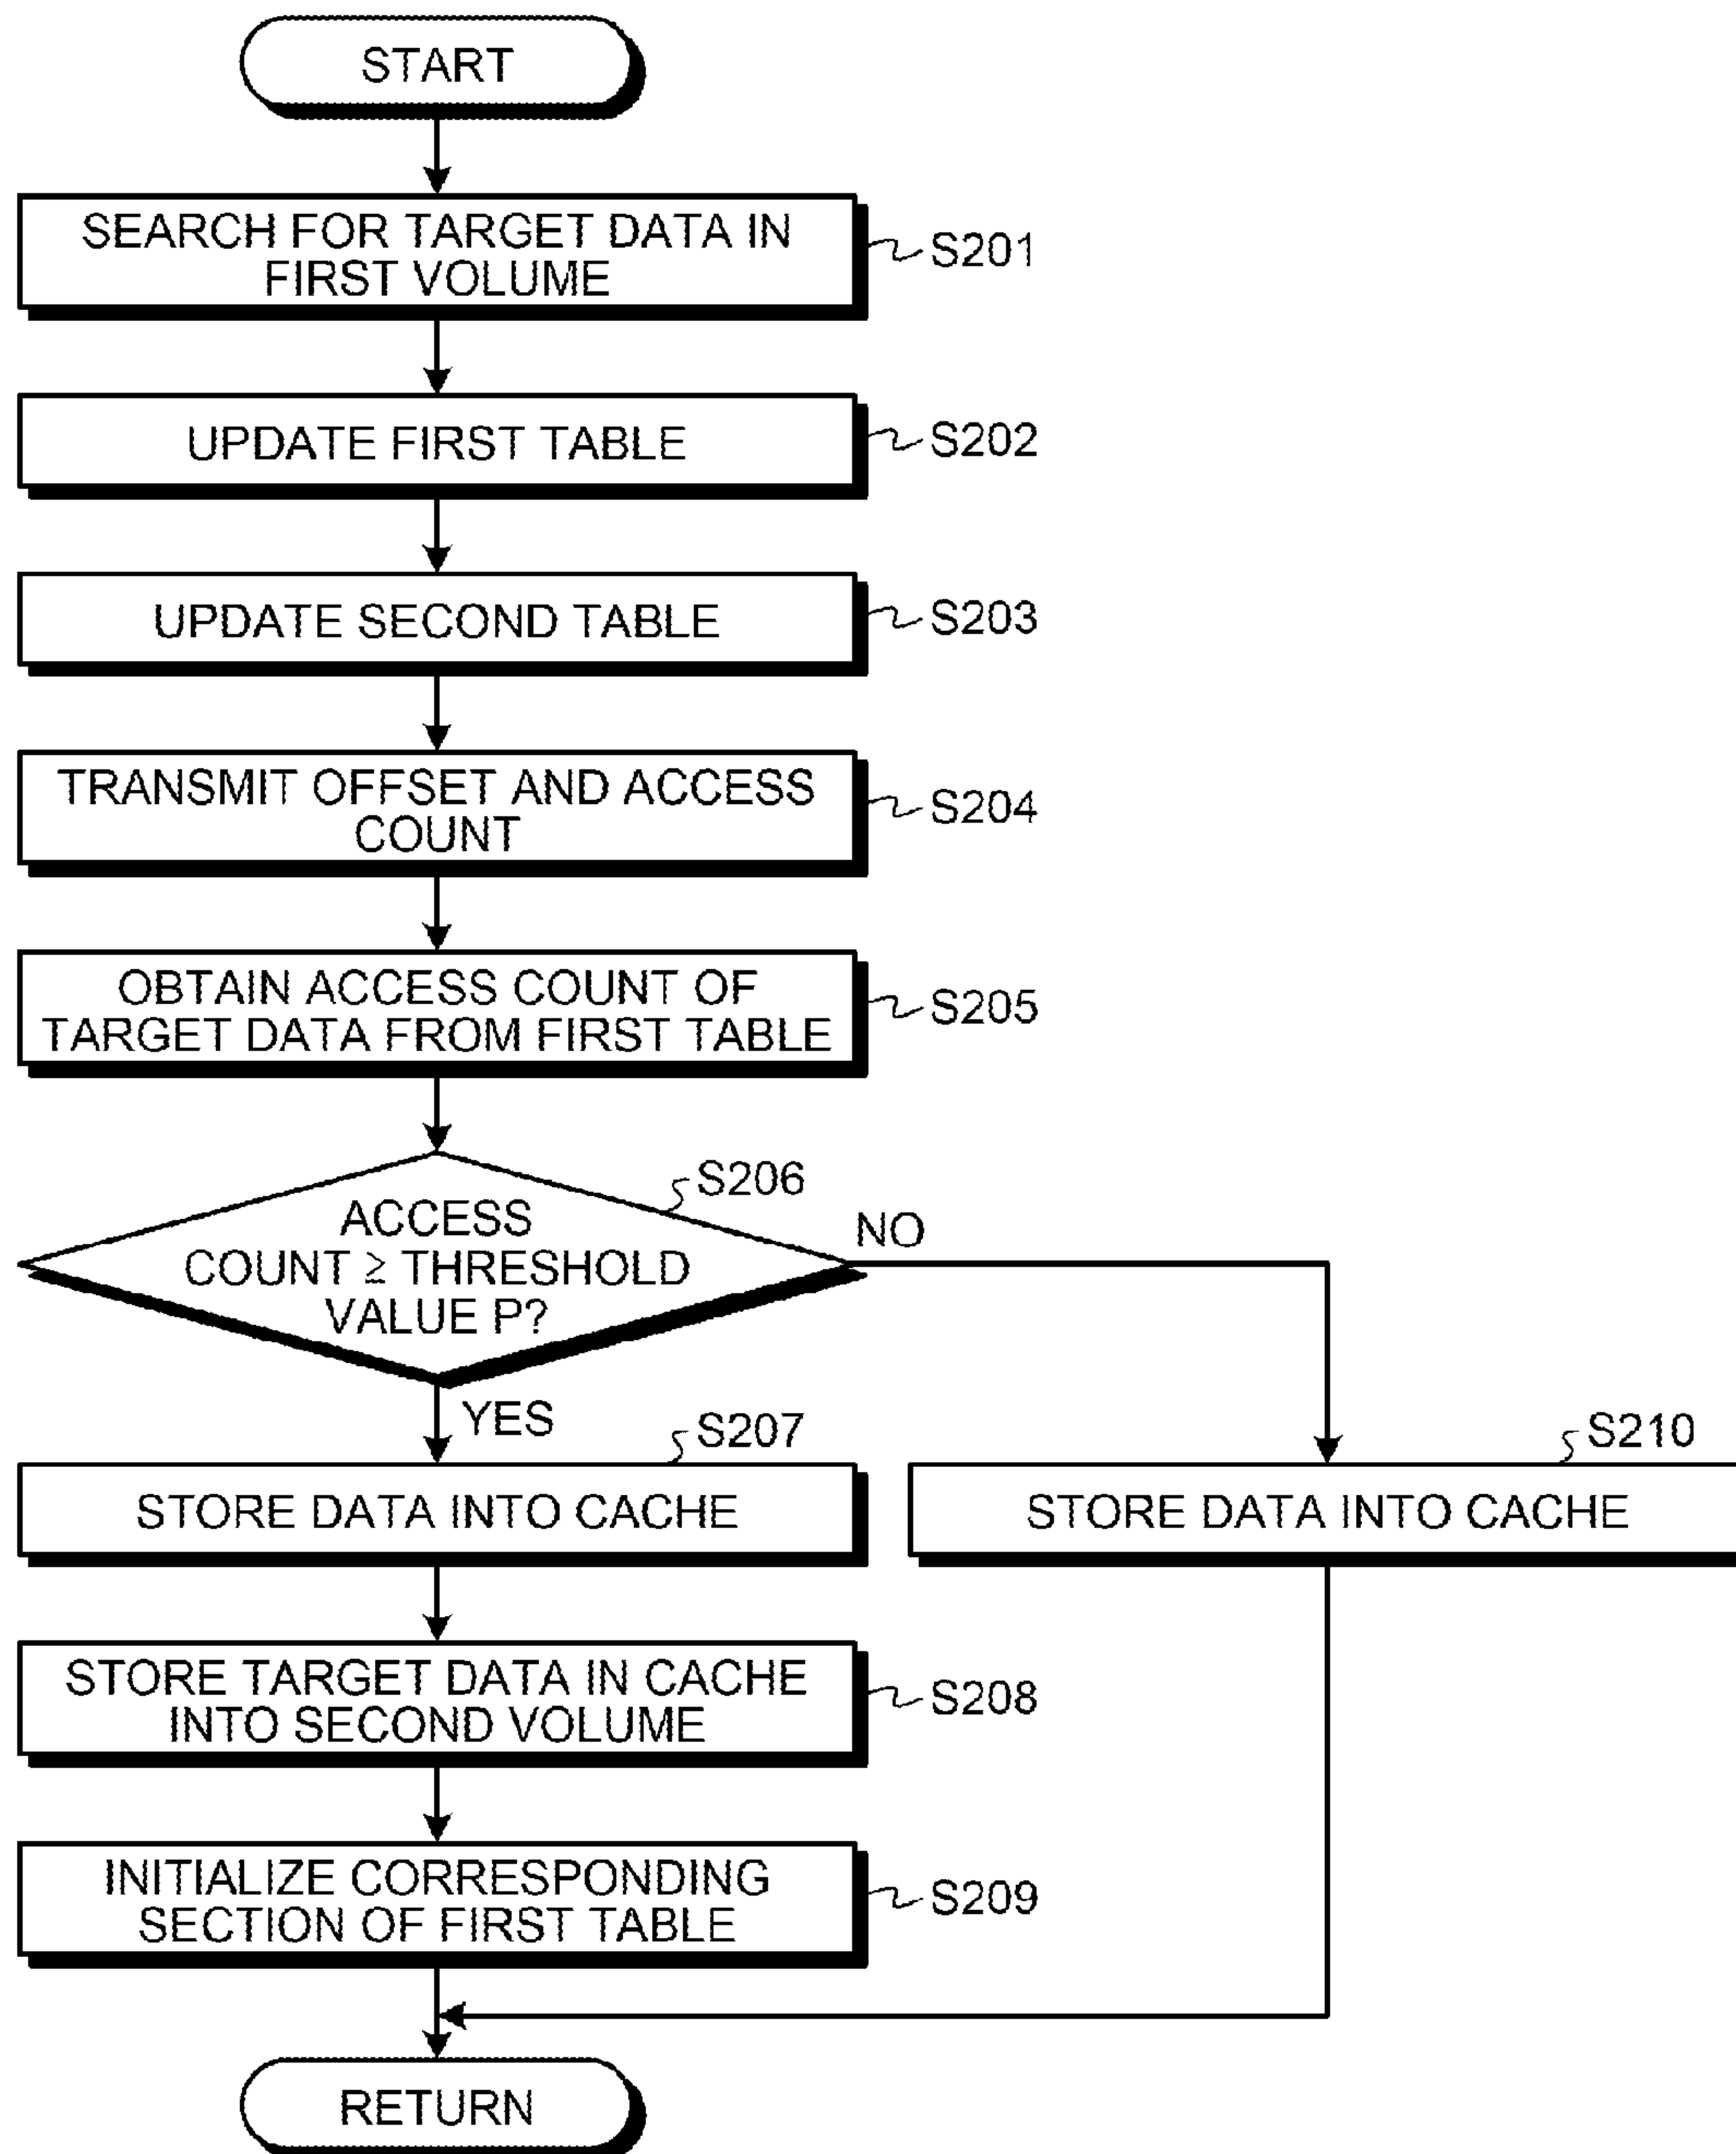 START
SEARCH FOR TARGET DATA IN
FIRST VOLUME
S201
UPDATE FIRST TABLE
S202
UPDATE SECOND TABLE
S203
TRANSMIT OFFSET AND ACCESS
COUNT
S204
OBTAIN ACCESS COUNT OF
TARGET DATA FROM FIRST TABLE
S205
S206
ACCESS
COUNT ≥ THRESHOLD
VALUE P?
NO
YES
S207
STORE DATA INTO CACHE
S210
STORE DATA INTO CACHE
STORE TARGET DATA IN CACHE
INTO SECOND VOLUME
S208
INITIALIZE CORRESPONDING
SECTION OF FIRST TABLE
S209
RETURN